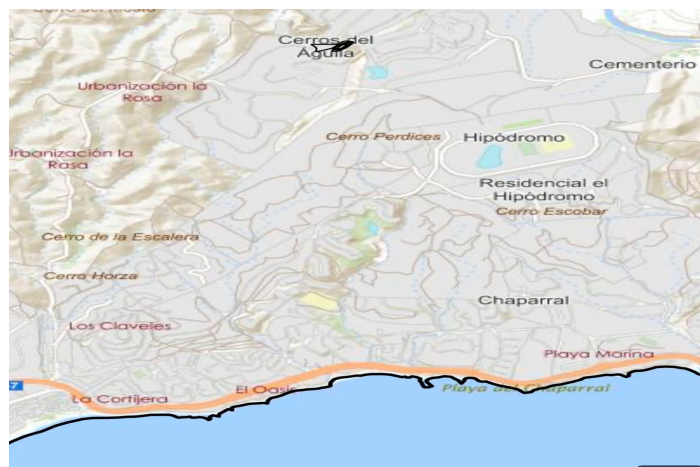 Cerros del
Águila
Cementerio
Urbanización la
Rosa
Cerro Perdices
Hipódromo
Urbanización la
Rosa
Residencial el
Hipódromo
Cerro Escobar
Cerro de la Escalera
Cerro Horza
Chaparral
Los Claveles
Playa Marina
7
El Oasis
Playa del Chaparral
La Cortijera